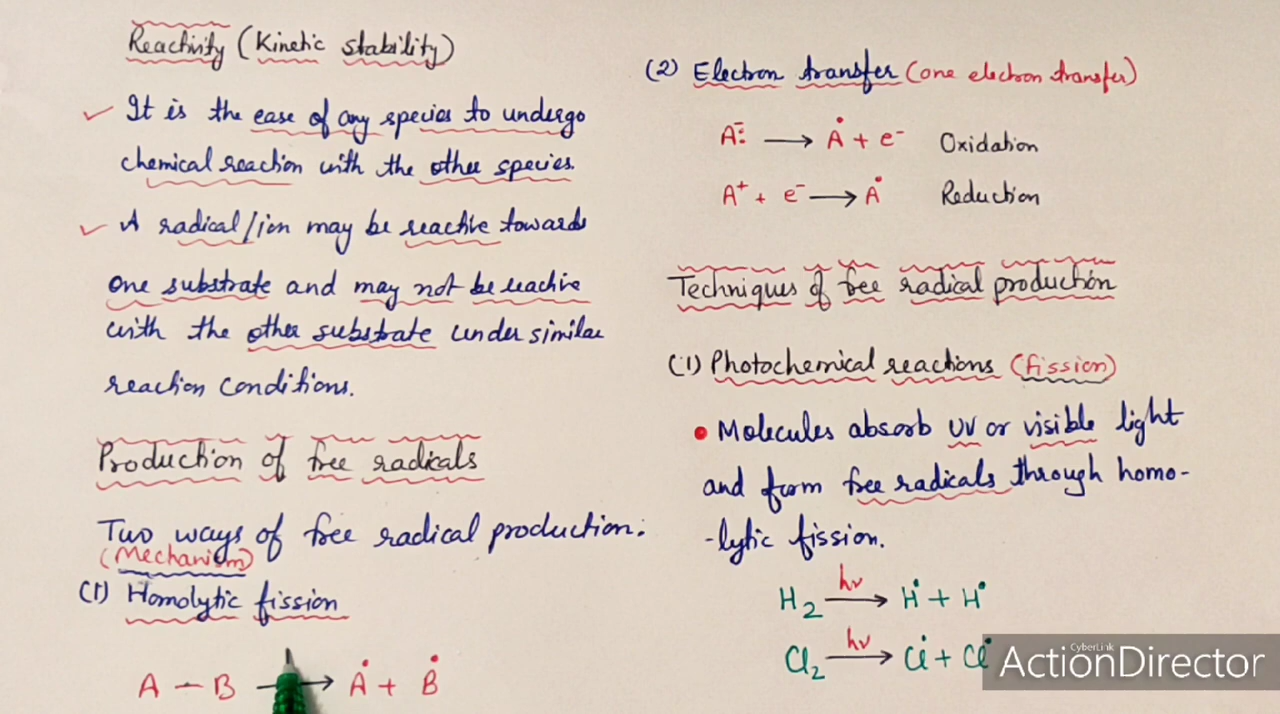 Reactivity (Kinetic stability)
It is the ease of any species to undergo
chemical reaction with the other species.
A radical/ion may be reactive towards
one substrate and may not be reactive
with the other substrate under similar
reaction conditions.
Production of free radicals
Two ways of free radical production:
(Mechanism)
(1) Homolytic fission
A – B → A• + B•
(2) Electron transfer (one electron transfer)
A:⁻ → A• + e⁻ Oxidation
A⁺ + e⁻ → A• Reduction
Techniques of free radical production
(1) Photochemical reactions (fission)
• Molecules absorb UV or visible light
and form free radicals through homo-
-lytic fission.
H₂ hν→ H• + H•
Cl₂ hν→ Cl• + Cl•
CyberLink
ActionDirector